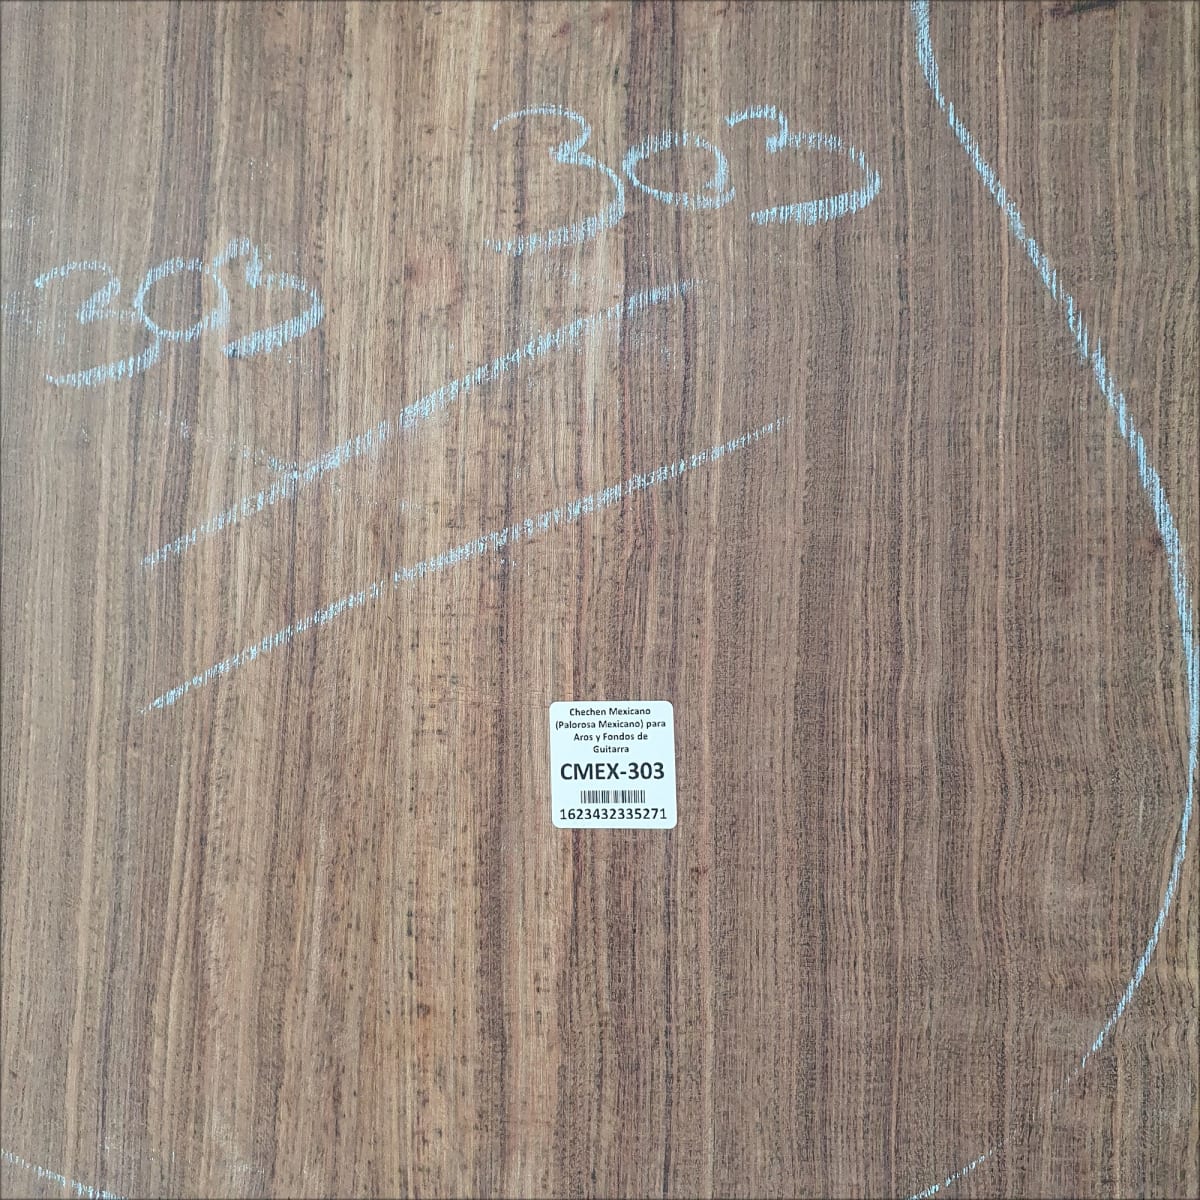 303
303
Chechen Mexicano
(Palorosa Mexicano) para
Aros y Fondos de
Guitarra
CMEX-303
1623432335271